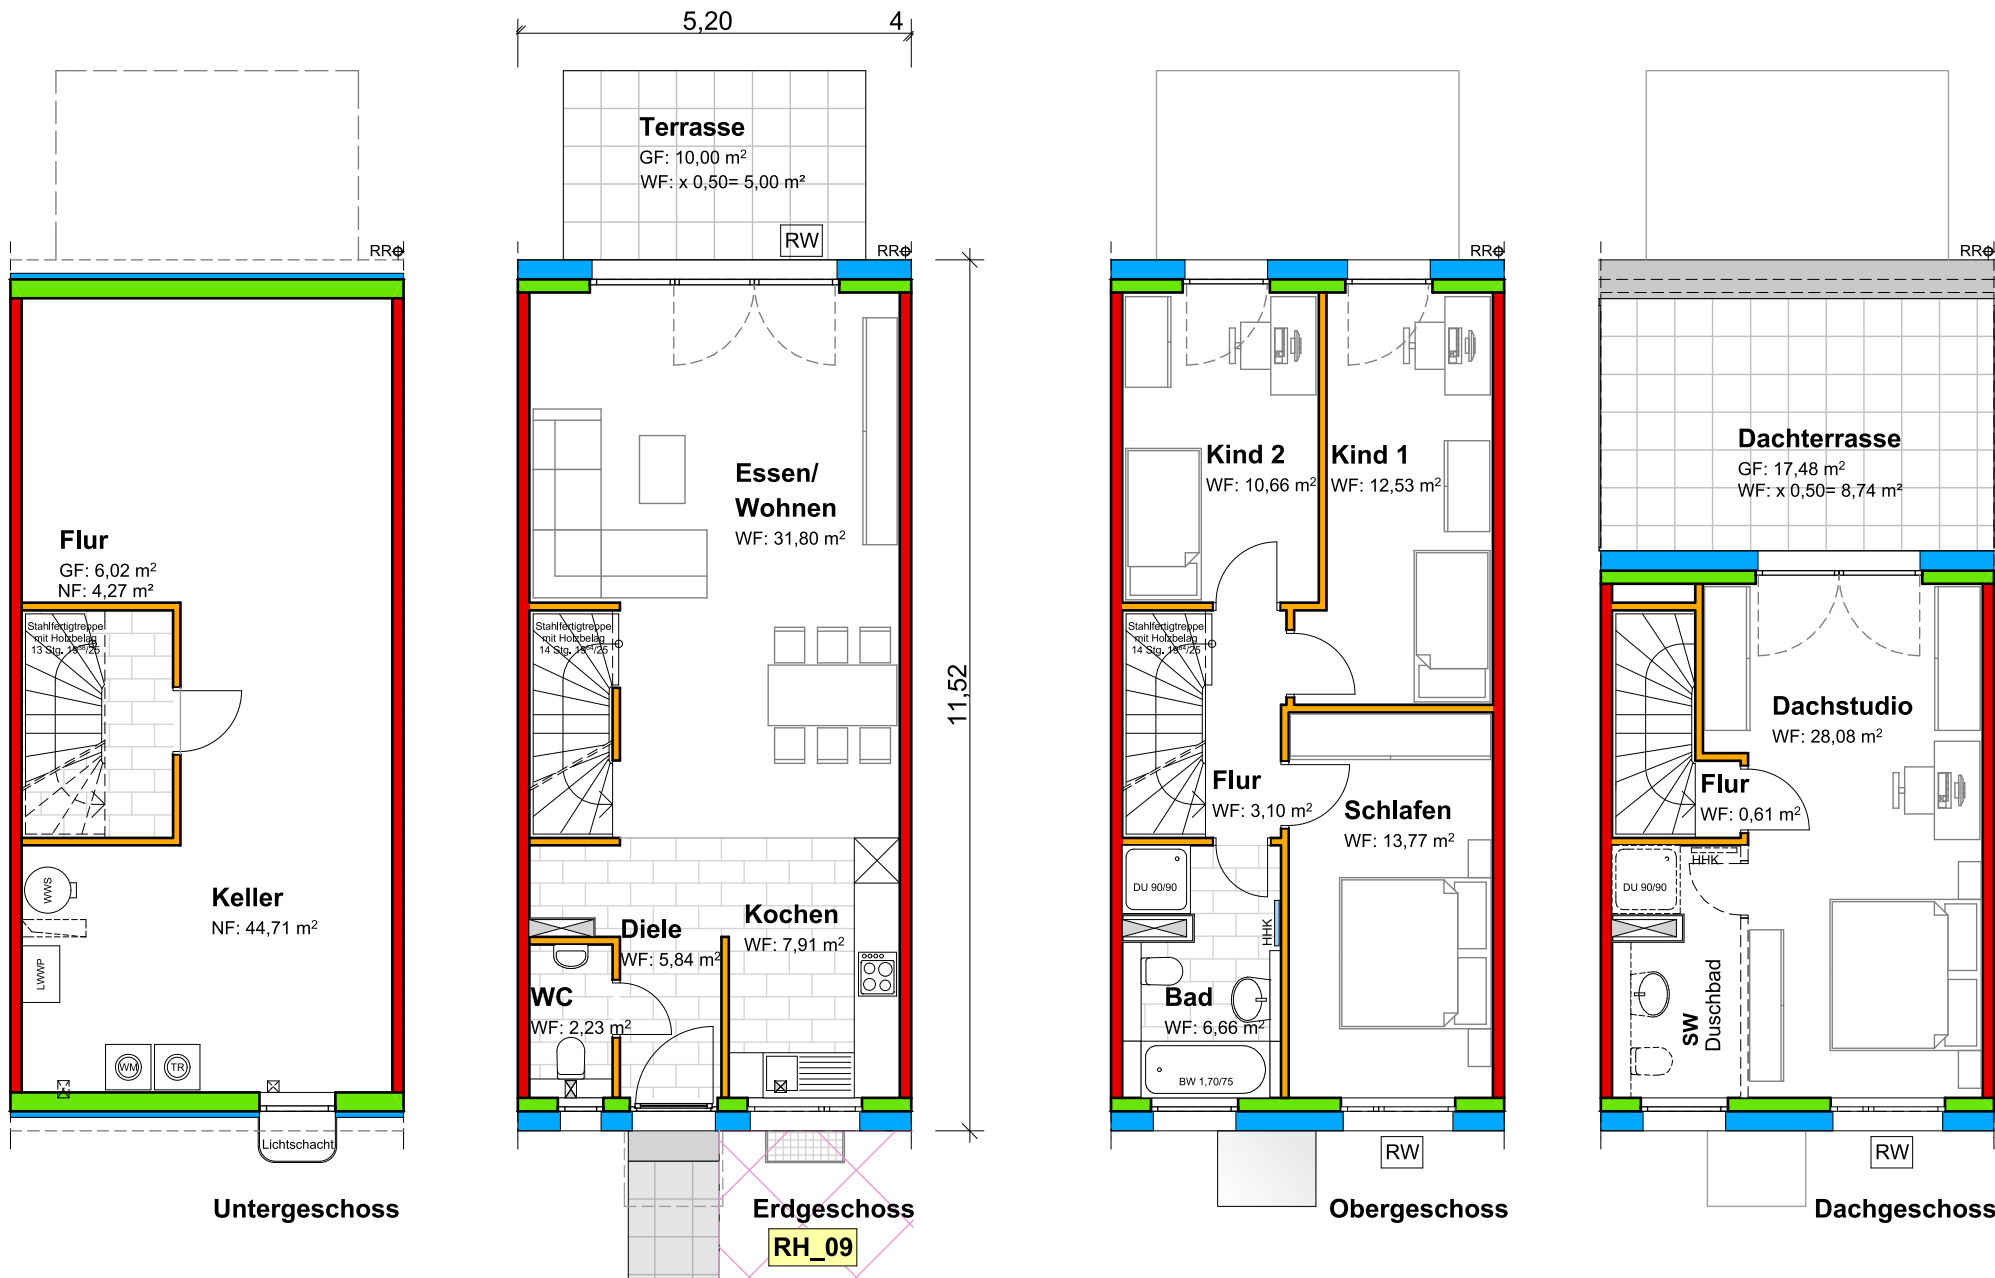 5,20
4
11,52
RR
Flur
GF: 6,02 m²
NF: 4,27 m²
Stahlfertigtreppe
mit Holzbelag
WWS
LWWP
Keller
NF: 44,71 m²
WM
TR
Lichtschacht
Untergeschoss
Terrasse
GF: 10,00 m²
WF: x 0,50= 5,00 m²
RW
RR
Essen/
Wohnen
WF: 31,80 m²
Stahlfertigtreppe
mit Holzbelag
Diele
WF: 5,84 m²
Kochen
WF: 7,91 m²
WC
WF: 2,23 m²
Erdgeschoss
RH_09
RR
Kind 2
WF: 10,66 m²
Kind 1
WF: 12,53 m²
Stahlfertigtreppe
mit Holzbelag
Flur
WF: 3,10 m²
Schlafen
WF: 13,77 m²
DU 90/90
HHK
Bad
WF: 6,66 m²
BW 1,70/75
RW
Obergeschoss
RR
Dachterrasse
GF: 17,48 m²
WF: x 0,50= 8,74 m²
Dachstudio
WF: 28,08 m²
Flur
WF: 0,61 m²
HHK
DU 90/90
SW
Duschbad
RW
Dachgeschoss